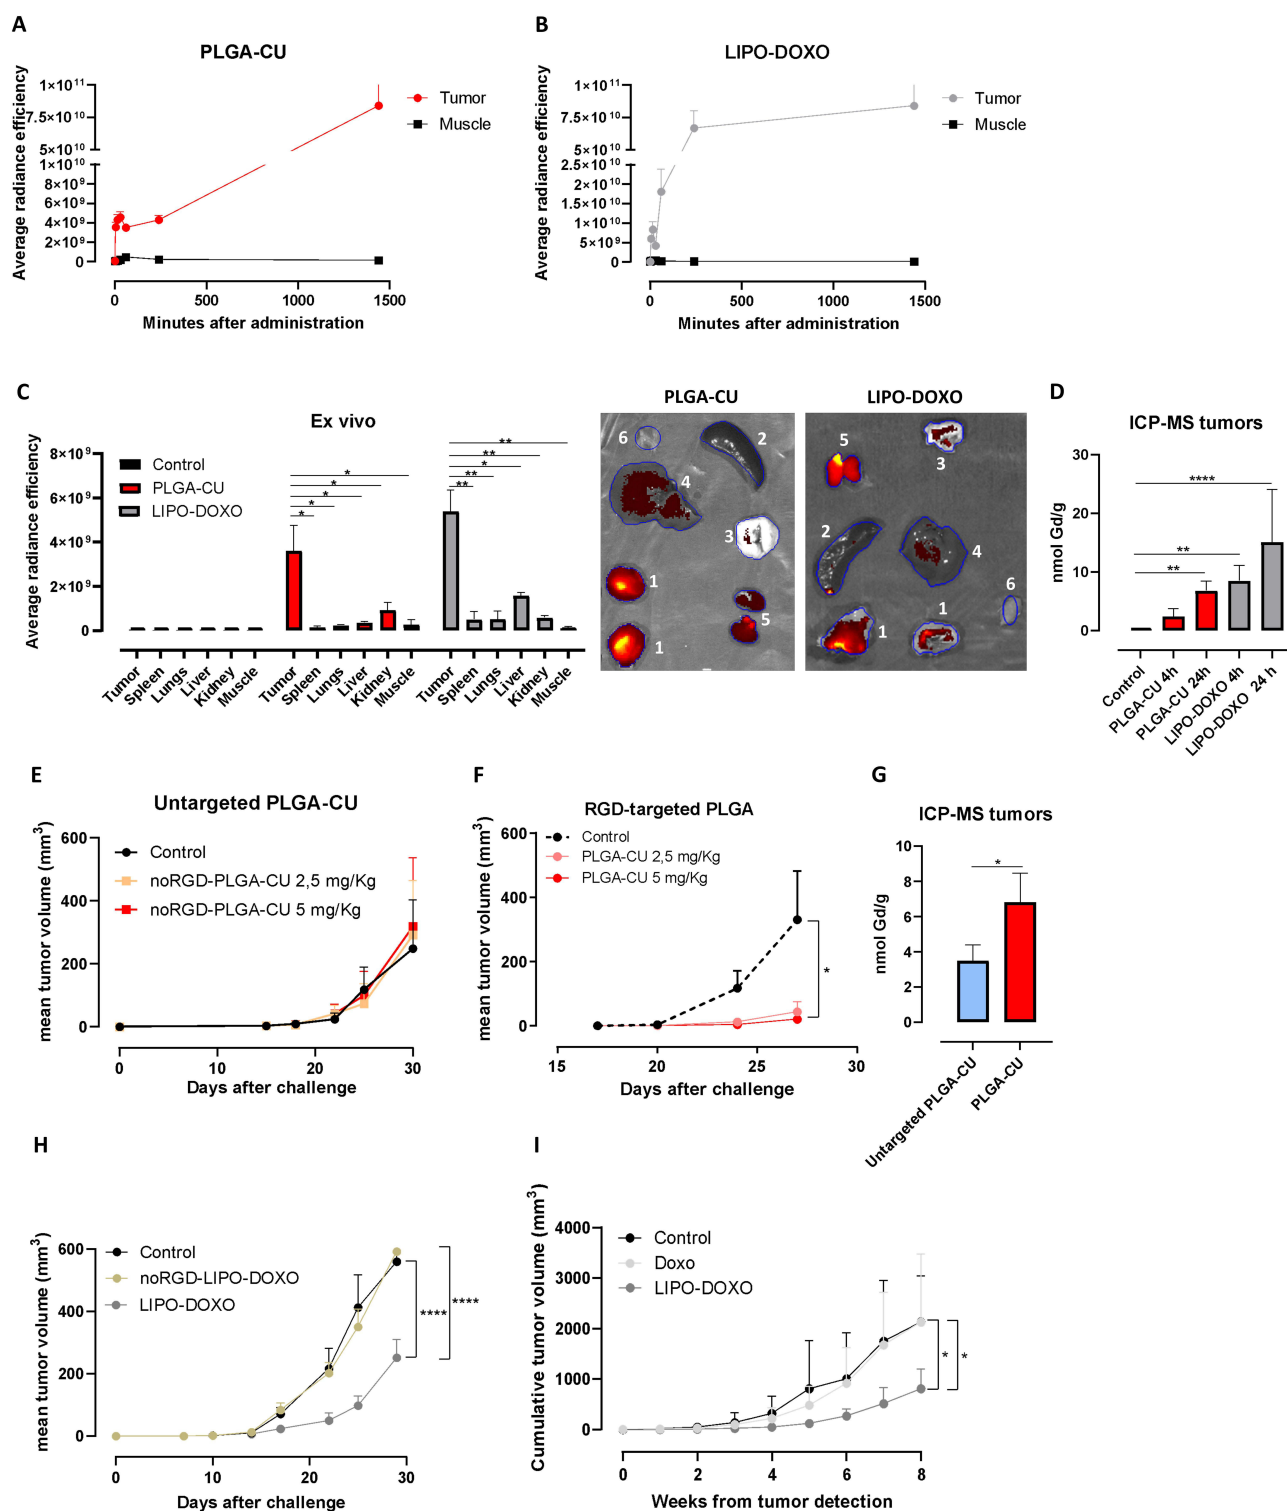 A
PLGA-CU
Average radiance efficiency
1×10¹¹
7.5×10¹⁰
5×10¹⁰
1×10¹⁰
8×10⁹
6×10⁹
4×10⁹
2×10⁹
0
0 500 1000 1500
Minutes after administration
Tumor
Muscle
B
LIPO-DOXO
Average radiance efficiency
1×10¹¹
7.5×10¹⁰
5×10¹⁰
2.5×10¹⁰
2×10¹⁰
1×10¹⁰
1×10¹⁰
5×10⁹
0
0 500 1000 1500
Minutes after administration
Tumor
Muscle
C
Ex vivo
Average radiance efficiency
8×10⁹
6×10⁹
4×10⁹
2×10⁹
0
Control
PLGA-CU
LIPO-DOXO
* * * * *
** ** * ** **
Tumor Spleen Lungs Liver Kidney Muscle
Tumor Spleen Lungs Liver Kidney Muscle
Tumor Spleen Lungs Liver Kidney Muscle
PLGA-CU
6 2
4
3
1
5
1
LIPO-DOXO
5 3
2 4
6
1 1
D
ICP-MS tumors
nmol Gd/g
30
20
10
0
****
**
**
Control
PLGA-CU 4h
PLGA-CU 24h
LIPO-DOXO 4h
LIPO-DOXO 24 h
E
Untargeted PLGA-CU
mean tumor volume (mm³)
600
400
200
0
0 10 20 30
Days after challenge
Control
noRGD-PLGA-CU 2,5 mg/Kg
noRGD-PLGA-CU 5 mg/Kg
F
RGD-targeted PLGA
mean tumor volume (mm³)
600
400
200
0
15 20 25 30
Days after challenge
Control
PLGA-CU 2,5 mg/Kg
PLGA-CU 5 mg/Kg
*
G
ICP-MS tumors
nmol Gd/g
10
8
6
4
2
0
*
Untargeted PLGA-CU
PLGA-CU
H
mean tumor volume (mm³)
600
400
200
0
0 10 20 30
Days after challenge
Control
noRGD-LIPO-DOXO
LIPO-DOXO
****
****
I
Cumulative tumor volume (mm³)
4000
3000
2000
1000
0
0 2 4 6 8
Weeks from tumor detection
Control
Doxo
LIPO-DOXO
*
*